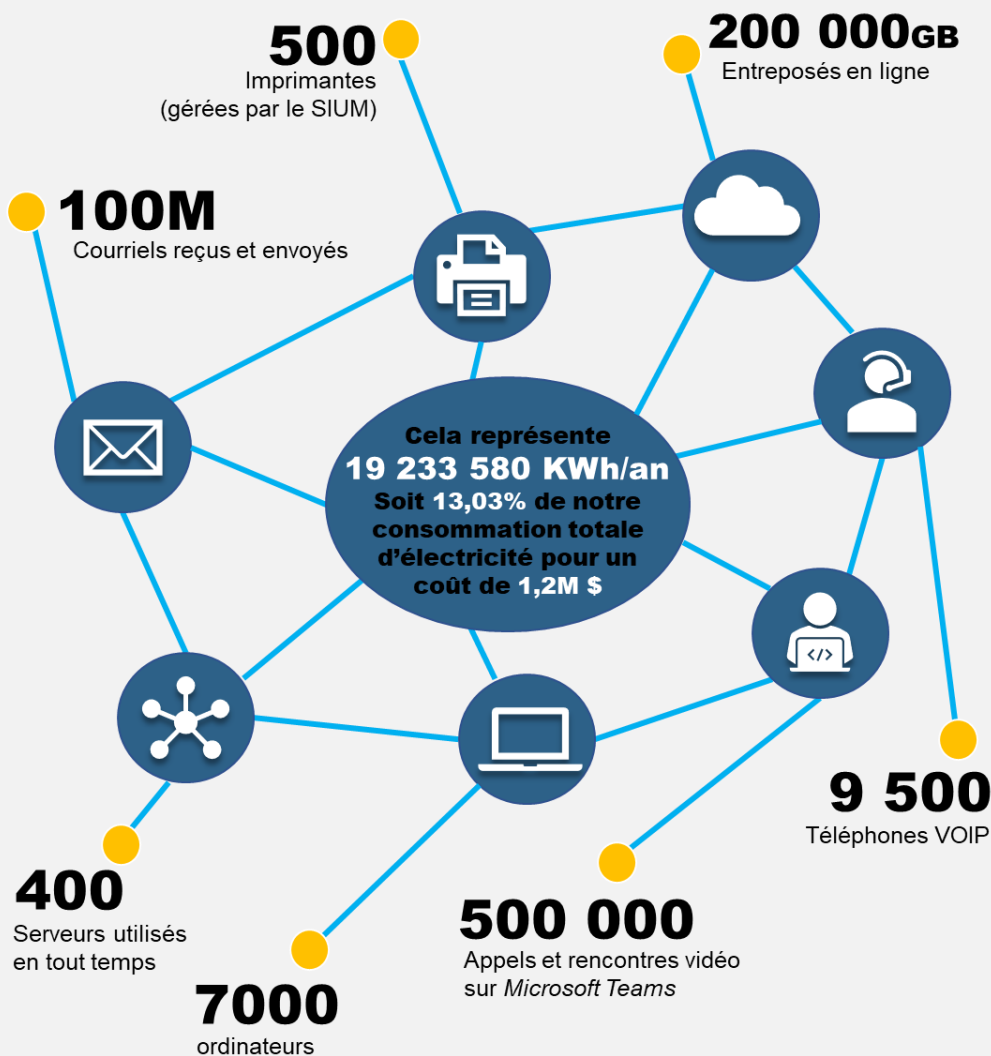 500
Imprimantes
(gérées par le SIUM)
200 000GB
Entreposés en ligne
100M
Courriels reçus et envoyés
Cela représente
19 233 580 KWh/an
Soit 13,03% de notre
consommation totale
d’électricité pour un
coût de 1,2M $
</>
9 500
Téléphones VOIP
400
Serveurs utilisés
en tout temps
500 000
Appels et rencontres vidéo
sur Microsoft Teams
7000
ordinateurs